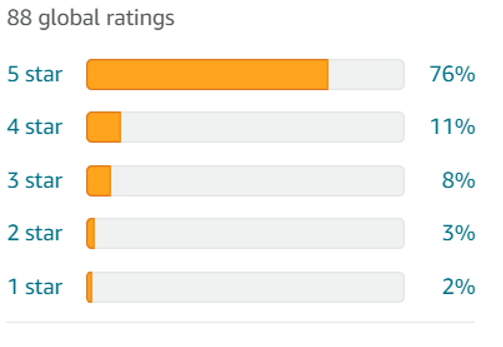 88 global ratings
5 star 76%
4 star 11%
3 star 8%
2 star 3%
1 star 2%